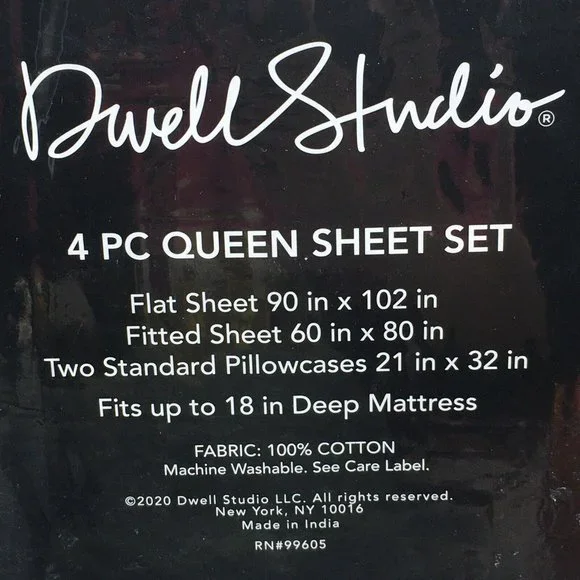 Dwell Studio®
4 PC QUEEN SHEET SET
Flat Sheet 90 in x 102 in
Fitted Sheet 60 in x 80 in
Two Standard Pillowcases 21 in x 32 in
Fits up to 18 in Deep Mattress
FABRIC: 100% COTTON
Machine Washable. See Care Label.
©2020 Dwell Studio LLC. All rights reserved.
New York, NY 10016
Made in India
RN#99605